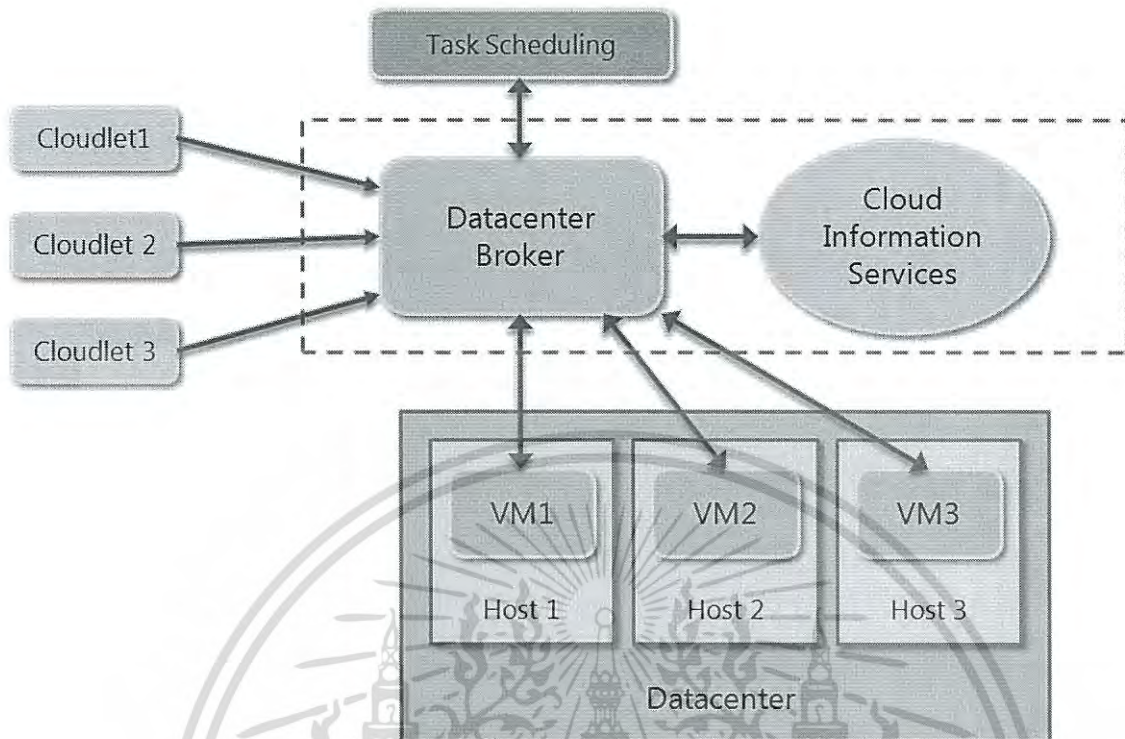 Task Scheduling
Cloudlet1
Cloudlet 2
Cloudlet 3
Datacenter
Broker
Cloud
Information
Services
VM1
VM2
VM3
Host 1
Host 2
Host 3
Datacenter